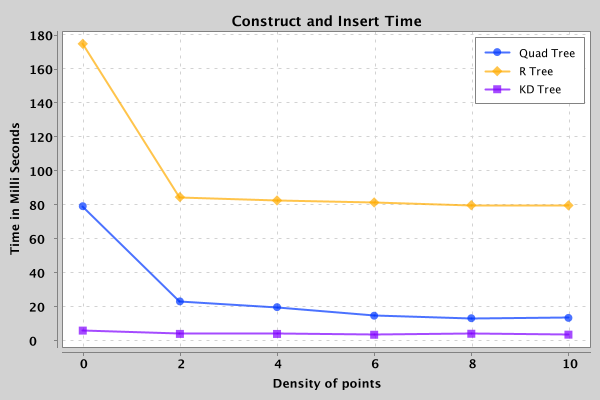 Construct and Insert Time
Quad Tree
R Tree
KD Tree
Time in Milli Seconds
180
160
140
120
100
80
60
40
20
0
0 2 4 6 8 10
Density of points